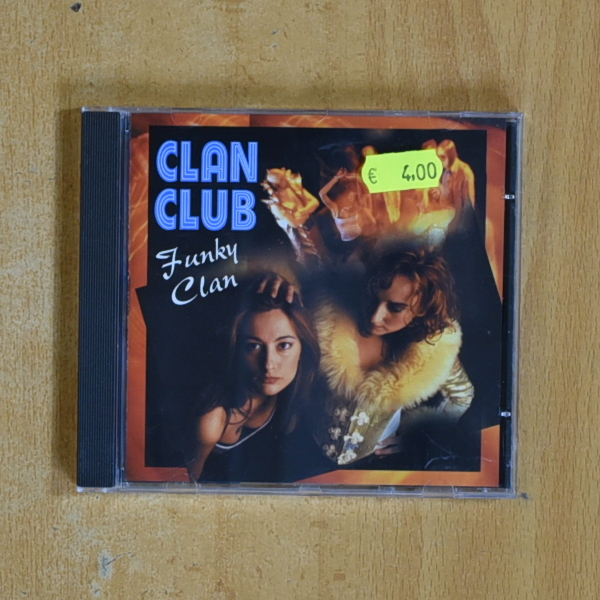 CLAN
CLUB
€ 4,00
Funky
Clan